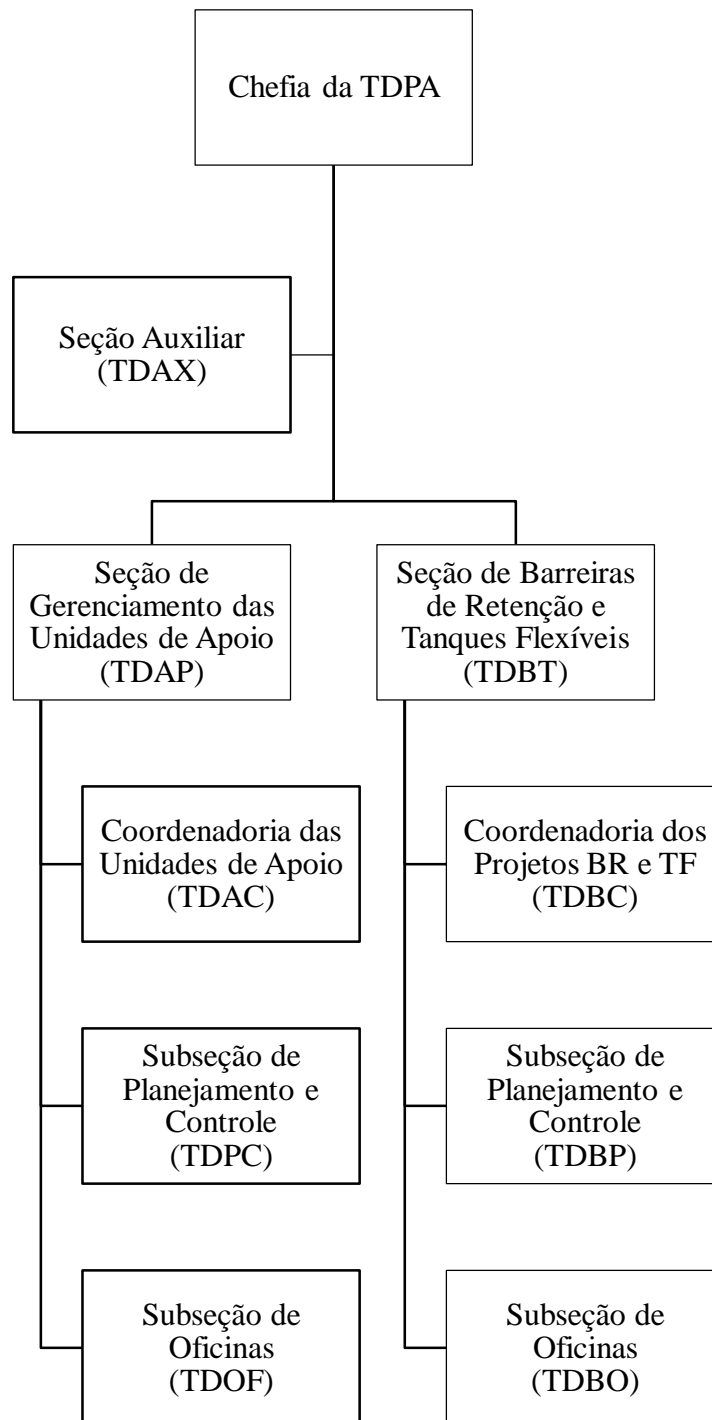 Chefia da TDPA
Seção Auxiliar
(TDAX)
Seção de
Gerenciamento das
Unidades de Apoio
(TDAP)
Seção de Barreiras
de Retenção e
Tanques Flexíveis
(TDBT)
Coordenadoria das
Unidades de Apoio
(TDAC)
Coordenadoria dos
Projetos BR e TF
(TDBC)
Subseção de
Planejamento e
Controle
(TDPC)
Subseção de
Planejamento e
Controle
(TDBP)
Subseção de
Oficinas
(TDOF)
Subseção de
Oficinas
(TDBO)